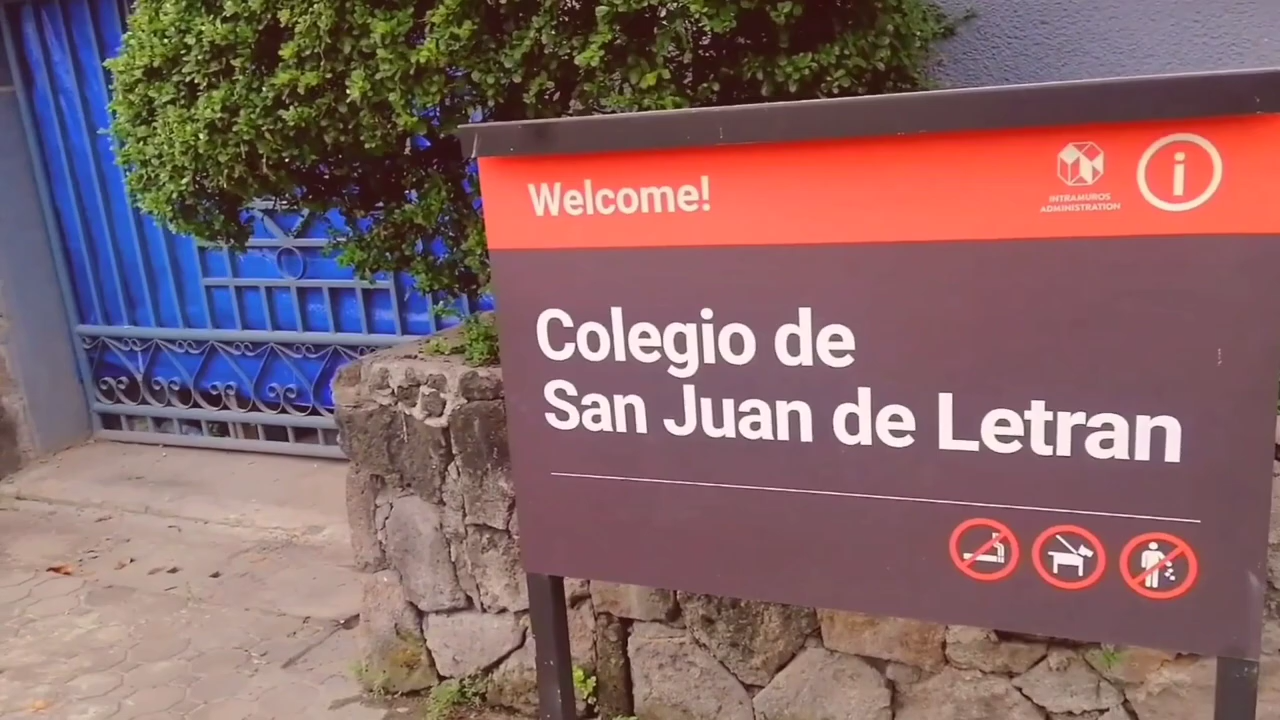 Welcome!
INTRAMUROS
ADMINISTRATION
i
Colegio de
San Juan de Letran